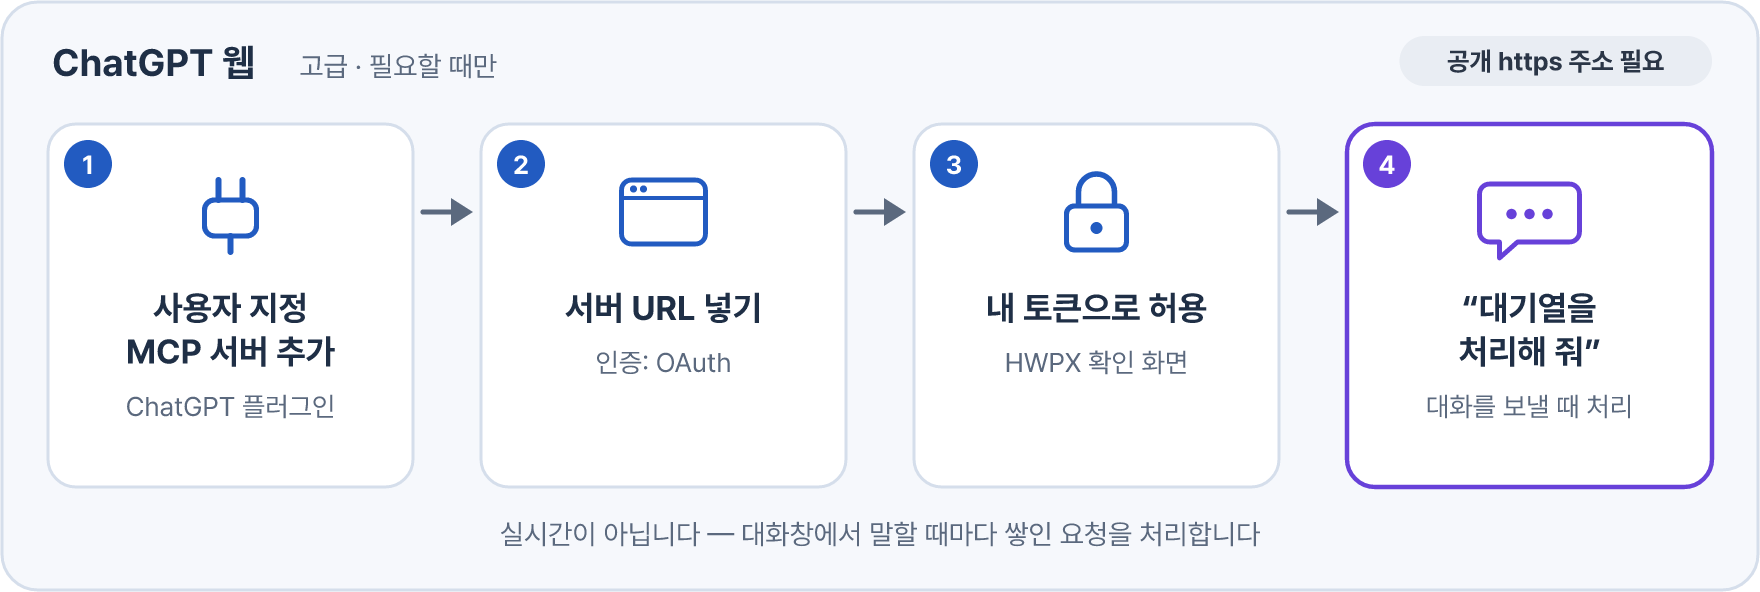 ChatGPT 웹
고급 · 필요할 때만
공개 https 주소 필요
1
사용자 지정
MCP 서버 추가
ChatGPT 플러그인
2
서버 URL 넣기
인증: OAuth
3
내 토큰으로 허용
HWPX 확인 화면
4
“대기열을
처리해 줘”
대화를 보낼 때 처리
실시간이 아닙니다 — 대화창에서 말할 때마다 쌓인 요청을 처리합니다